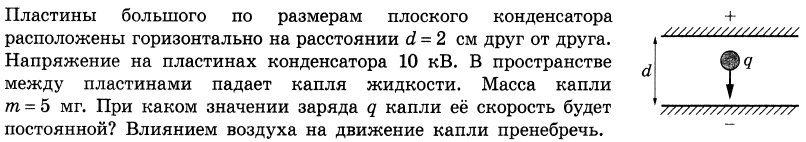 Пластины большого по размерам плоского конденсатора
расположены горизонтально на расстоянии d = 2 см друг от друга.
Напряжение на пластинах конденсатора 10 кВ. В пространстве
между пластинами падает капля жидкости. Масса капли
m = 5 мг. При каком значении заряда q капли её скорость будет
постоянной? Влиянием воздуха на движение капли пренебречь.
+
d
q
−